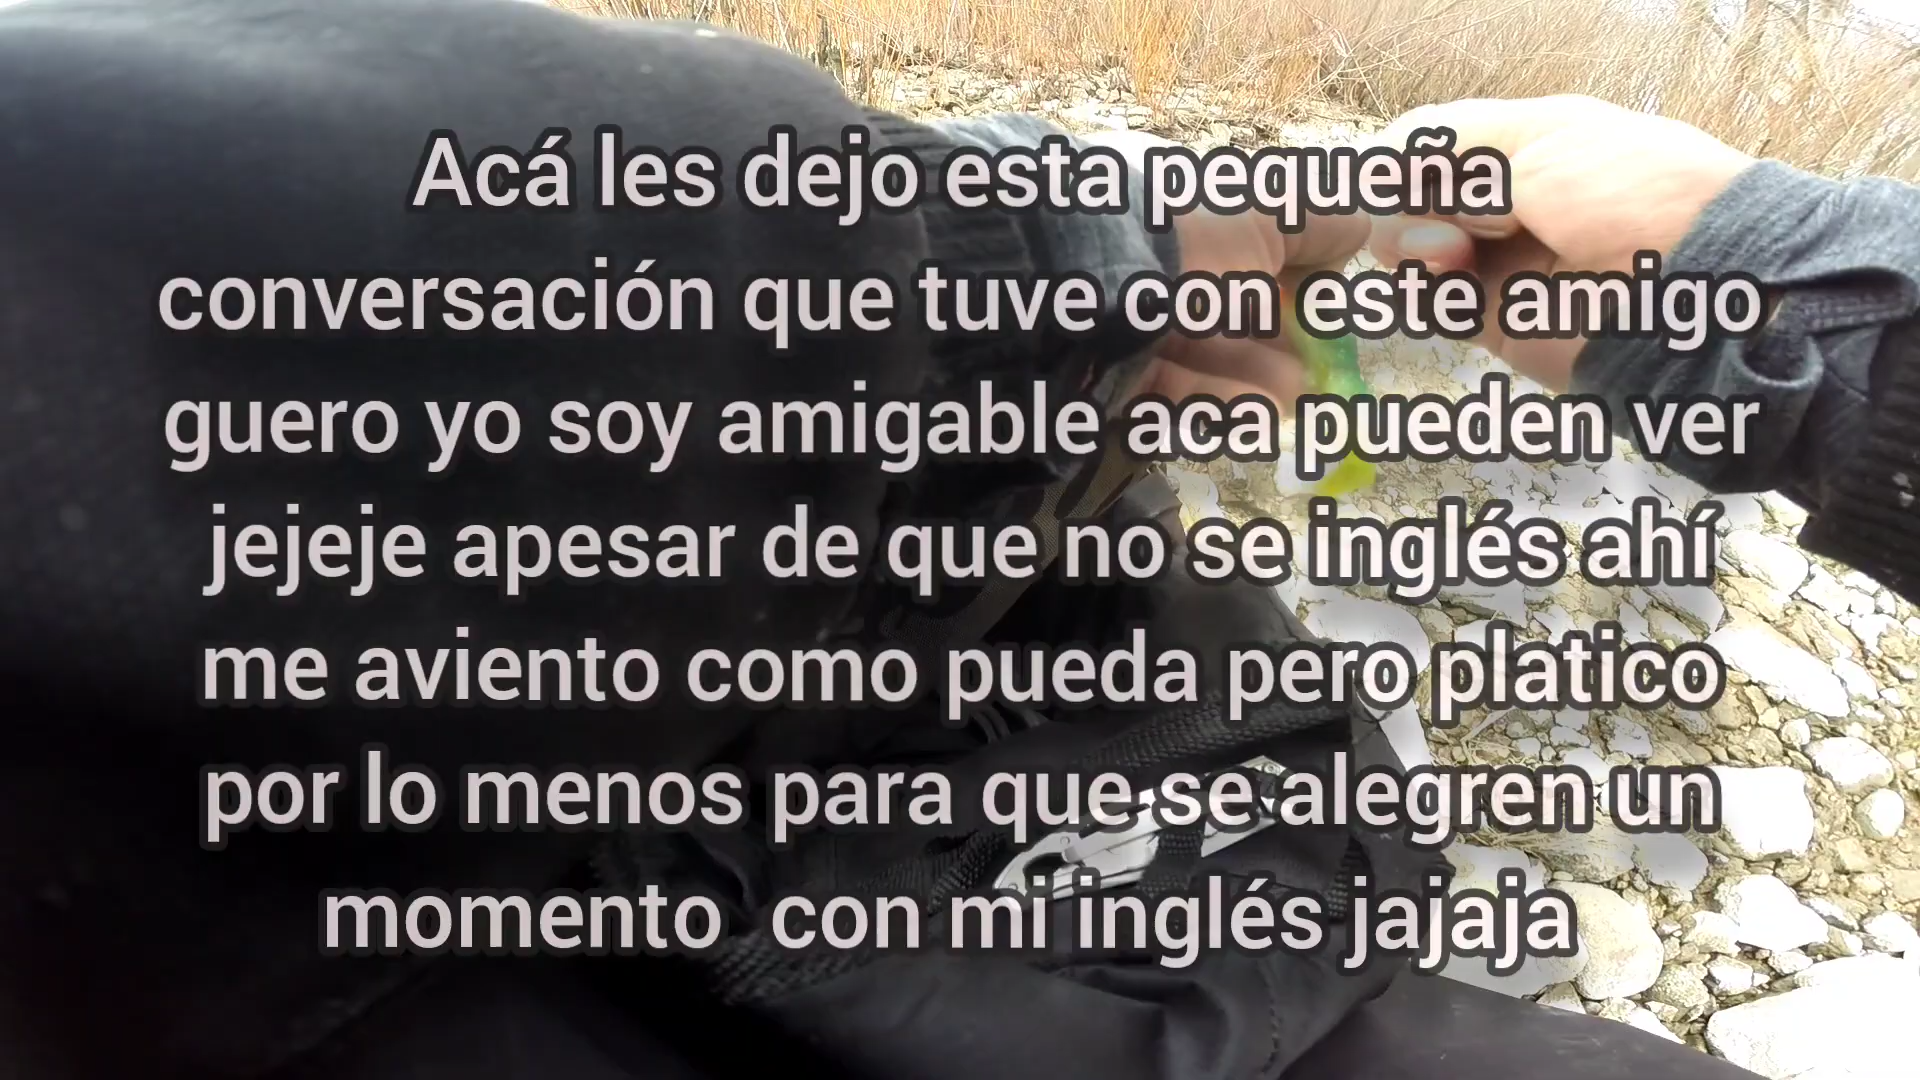 Acá les dejo esta pequeña
conversación que tuve con este amigo
guero yo soy amigable aca pueden ver
jejeje apesar de que no se inglés ahí
me aviento como pueda pero platico
por lo menos para que se alegren un
momento  con mi inglés jajaja